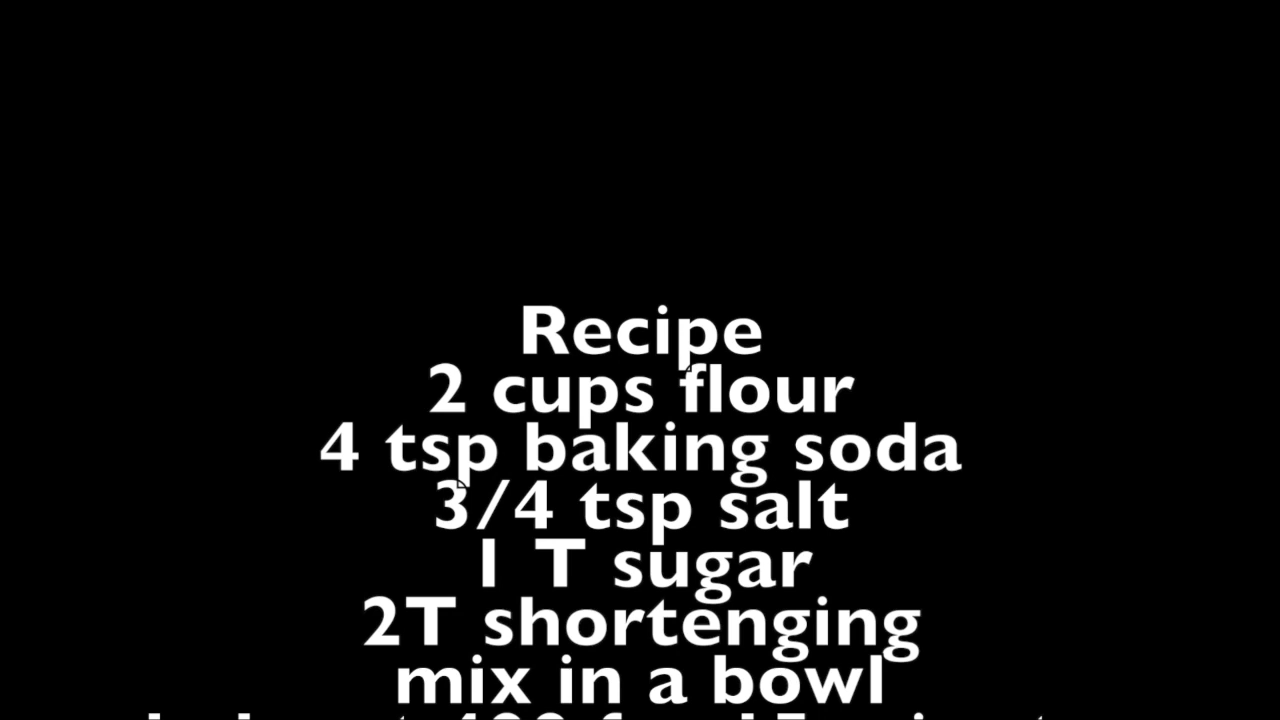 Recipe
2 cups flour
4 tsp baking soda
3/4 tsp salt
1 T sugar
2T shortenging
mix in a bowl